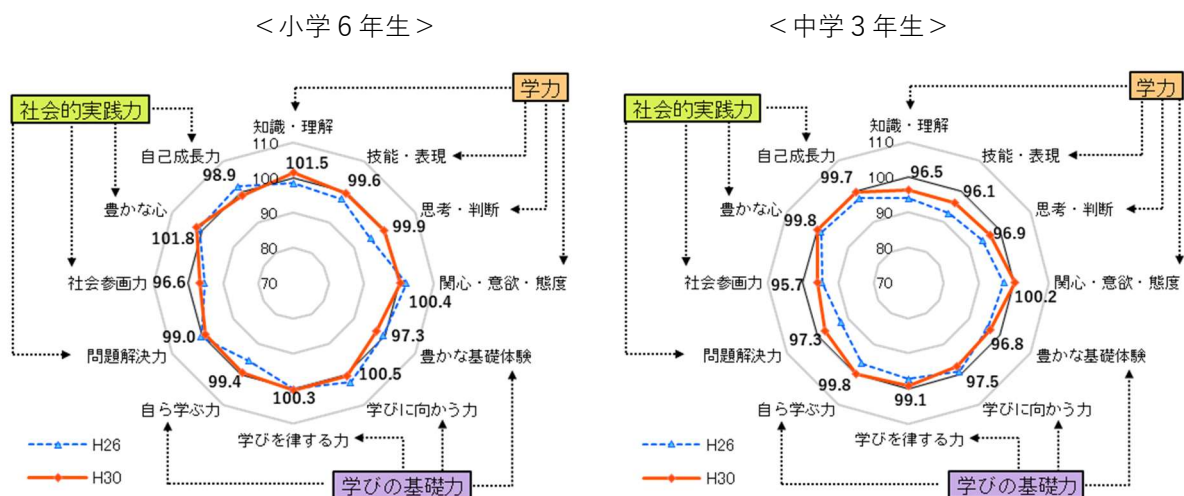 ＜小学６年生＞
学力
社会的実践力
知識・理解
110
自己成長力
技能・表現
98.9
101.5
100
99.6
豊かな心
思考・判断
90
99.9
101.8
80
社会参画力
96.6
70
関心・意欲・態度
100.4
99.0
97.3
問題解決力
豊かな基礎体験
99.4
100.5
100.3
自ら学ぶ力
学びに向かう力
学びを律する力
H26
H30
学びの基礎力
＜中学３年生＞
学力
社会的実践力
知識・理解
110
自己成長力
技能・表現
99.7
100
96.5
96.1
豊かな心
思考・判断
99.8
90
96.9
80
社会参画力
95.7
70
関心・意欲・態度
100.2
97.3
96.8
問題解決力
豊かな基礎体験
99.8
97.5
99.1
自ら学ぶ力
学びに向かう力
学びを律する力
H26
H30
学びの基礎力